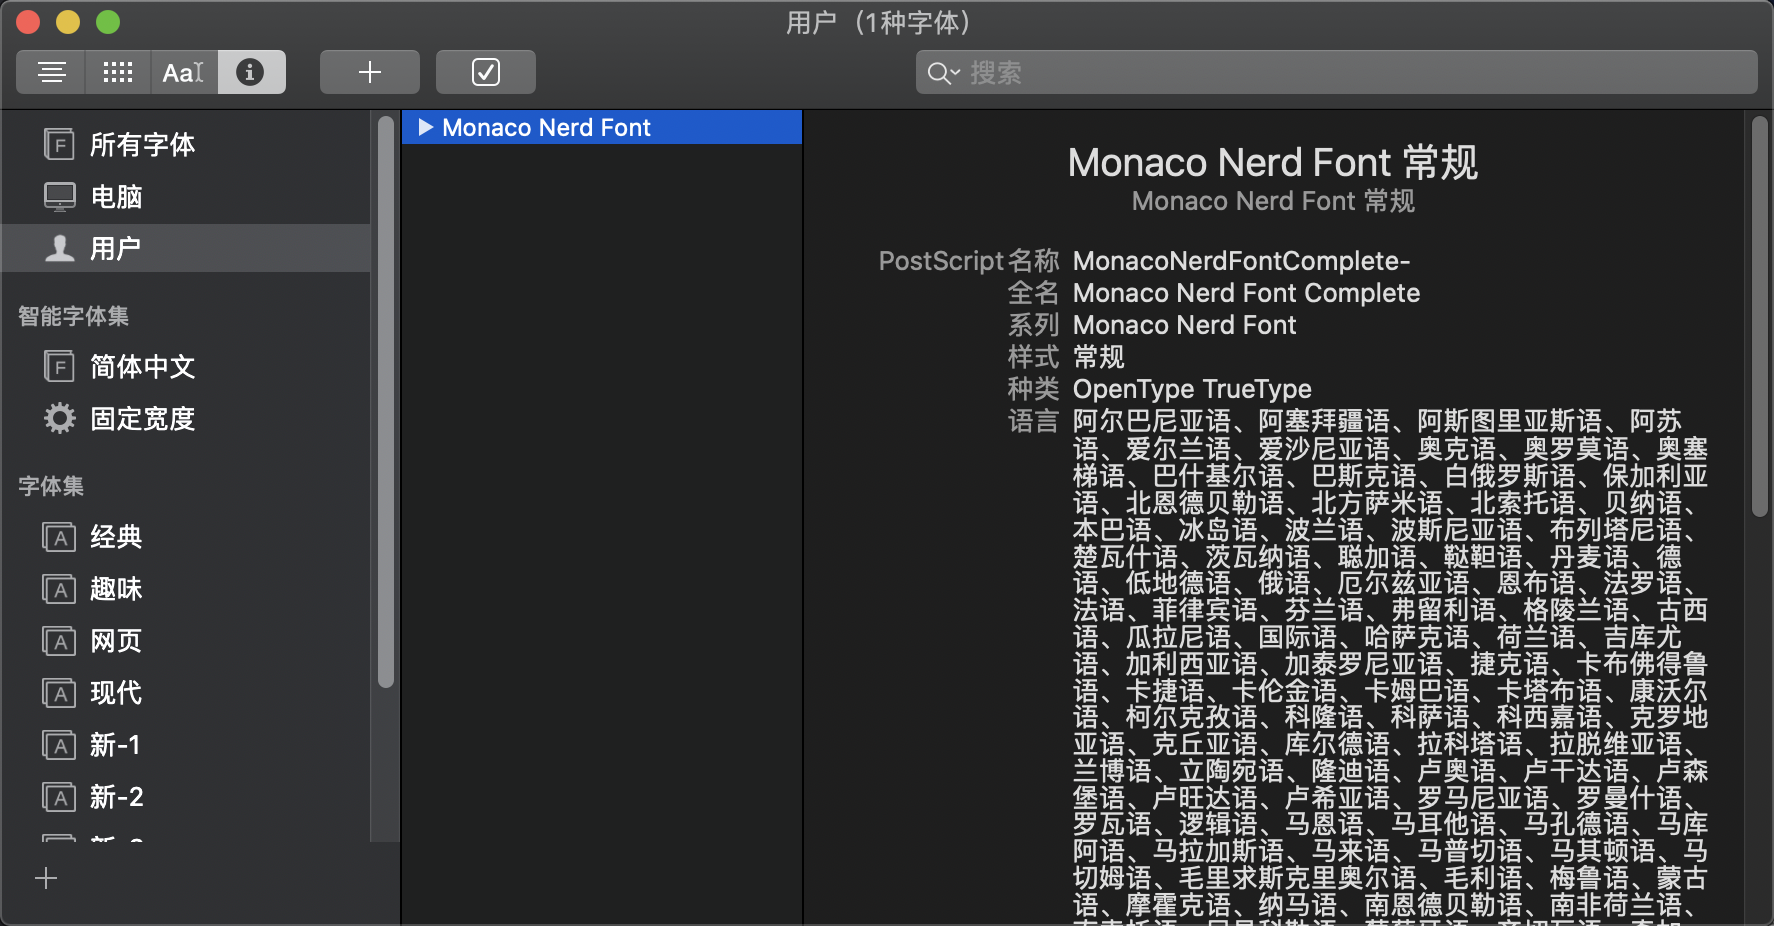 用户（1种字体）
Aa
搜索
所有字体
电脑
用户
智能字体集
简体中文
固定宽度
字体集
经典
趣味
网页
现代
新-1
新-2
Monaco Nerd Font
Monaco Nerd Font 常规
Monaco Nerd Font 常规
PostScript名称 MonacoNerdFontComplete-
全名 Monaco Nerd Font Complete
系列 Monaco Nerd Font
样式 常规
种类 OpenType TrueType
语言 阿尔巴尼亚语、阿塞拜疆语、阿斯图里亚斯语、阿苏
语、爱尔兰语、爱沙尼亚语、奥克语、奥罗莫语、奥塞
梯语、巴什基尔语、巴斯克语、白俄罗斯语、保加利亚
语、北恩德贝勒语、北方萨米语、北索托语、贝纳语、
本巴语、冰岛语、波兰语、波斯尼亚语、布列塔尼语、
楚瓦什语、茨瓦纳语、聪加语、鞑靼语、丹麦语、德
语、低地德语、俄语、厄尔兹亚语、恩布语、法罗语、
法语、菲律宾语、芬兰语、弗留利语、格陵兰语、古西
语、瓜拉尼语、国际语、哈萨克语、荷兰语、吉库尤
语、加利西亚语、加泰罗尼亚语、捷克语、卡布佛得鲁
语、卡捷语、卡伦金语、卡姆巴语、卡塔布语、康沃尔
语、柯尔克孜语、科隆语、科萨语、科西嘉语、克罗地
亚语、克丘亚语、库尔德语、拉科塔语、拉脱维亚语、
兰博语、立陶宛语、隆迪语、卢奥语、卢干达语、卢森
堡语、卢旺达语、卢希亚语、罗马尼亚语、罗曼什语、
罗瓦语、逻辑语、马恩语、马耳他语、马孔德语、马库
阿语、马拉加斯语、马来语、马普切语、马其顿语、马
切姆语、毛里求斯克里奥尔语、毛利语、梅鲁语、蒙古
语、摩霍克语、纳马语、南恩德贝勒语、南非荷兰语、